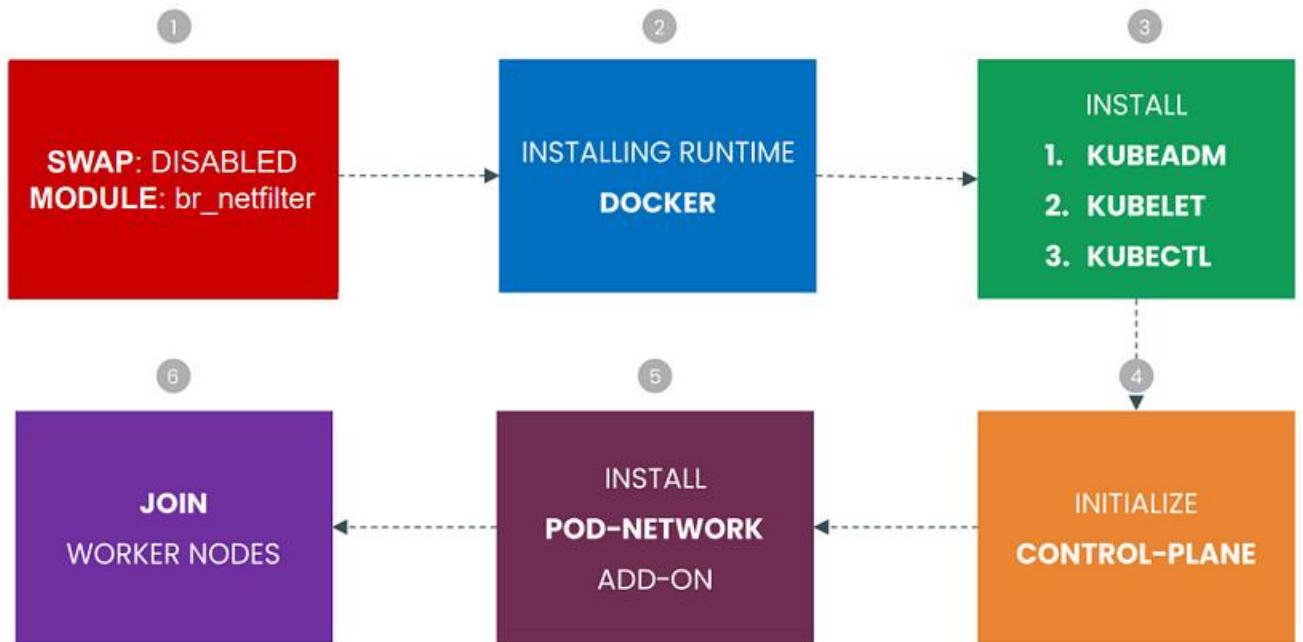 1
SWAP: DISABLED
MODULE: br_netfilter
2
INSTALLING RUNTIME
DOCKER
3
INSTALL
1. KUBEADM
2. KUBELET
3. KUBECTL
4
INITIALIZE
CONTROL-PLANE
5
INSTALL
POD-NETWORK
ADD-ON
6
JOIN
WORKER NODES